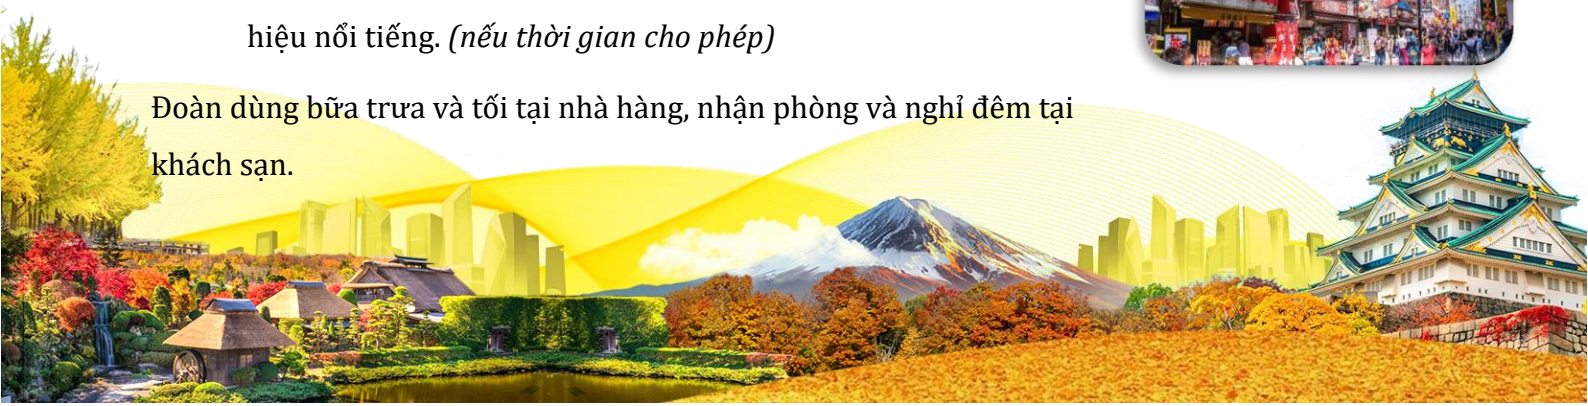 hiệu nổi tiếng. (nếu thời gian cho phép)
Đoàn dùng bữa trưa và tối tại nhà hàng, nhận phòng và nghỉ đêm tại
khách sạn.